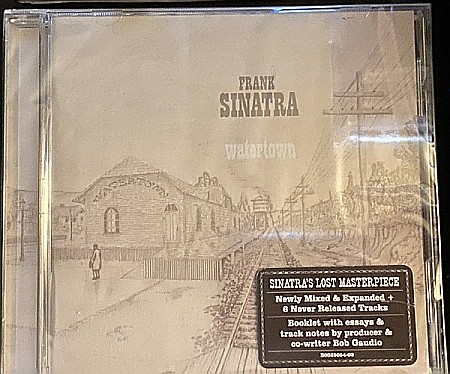 FRANK
SINATRA
watertown
WATERTOWN
SINATRA'S LOST MASTERPIECE
Newly Mixed & Expanded +
6 Never Released Tracks
Booklet with essays &
track notes by producer &
co-writer Bob Gaudio